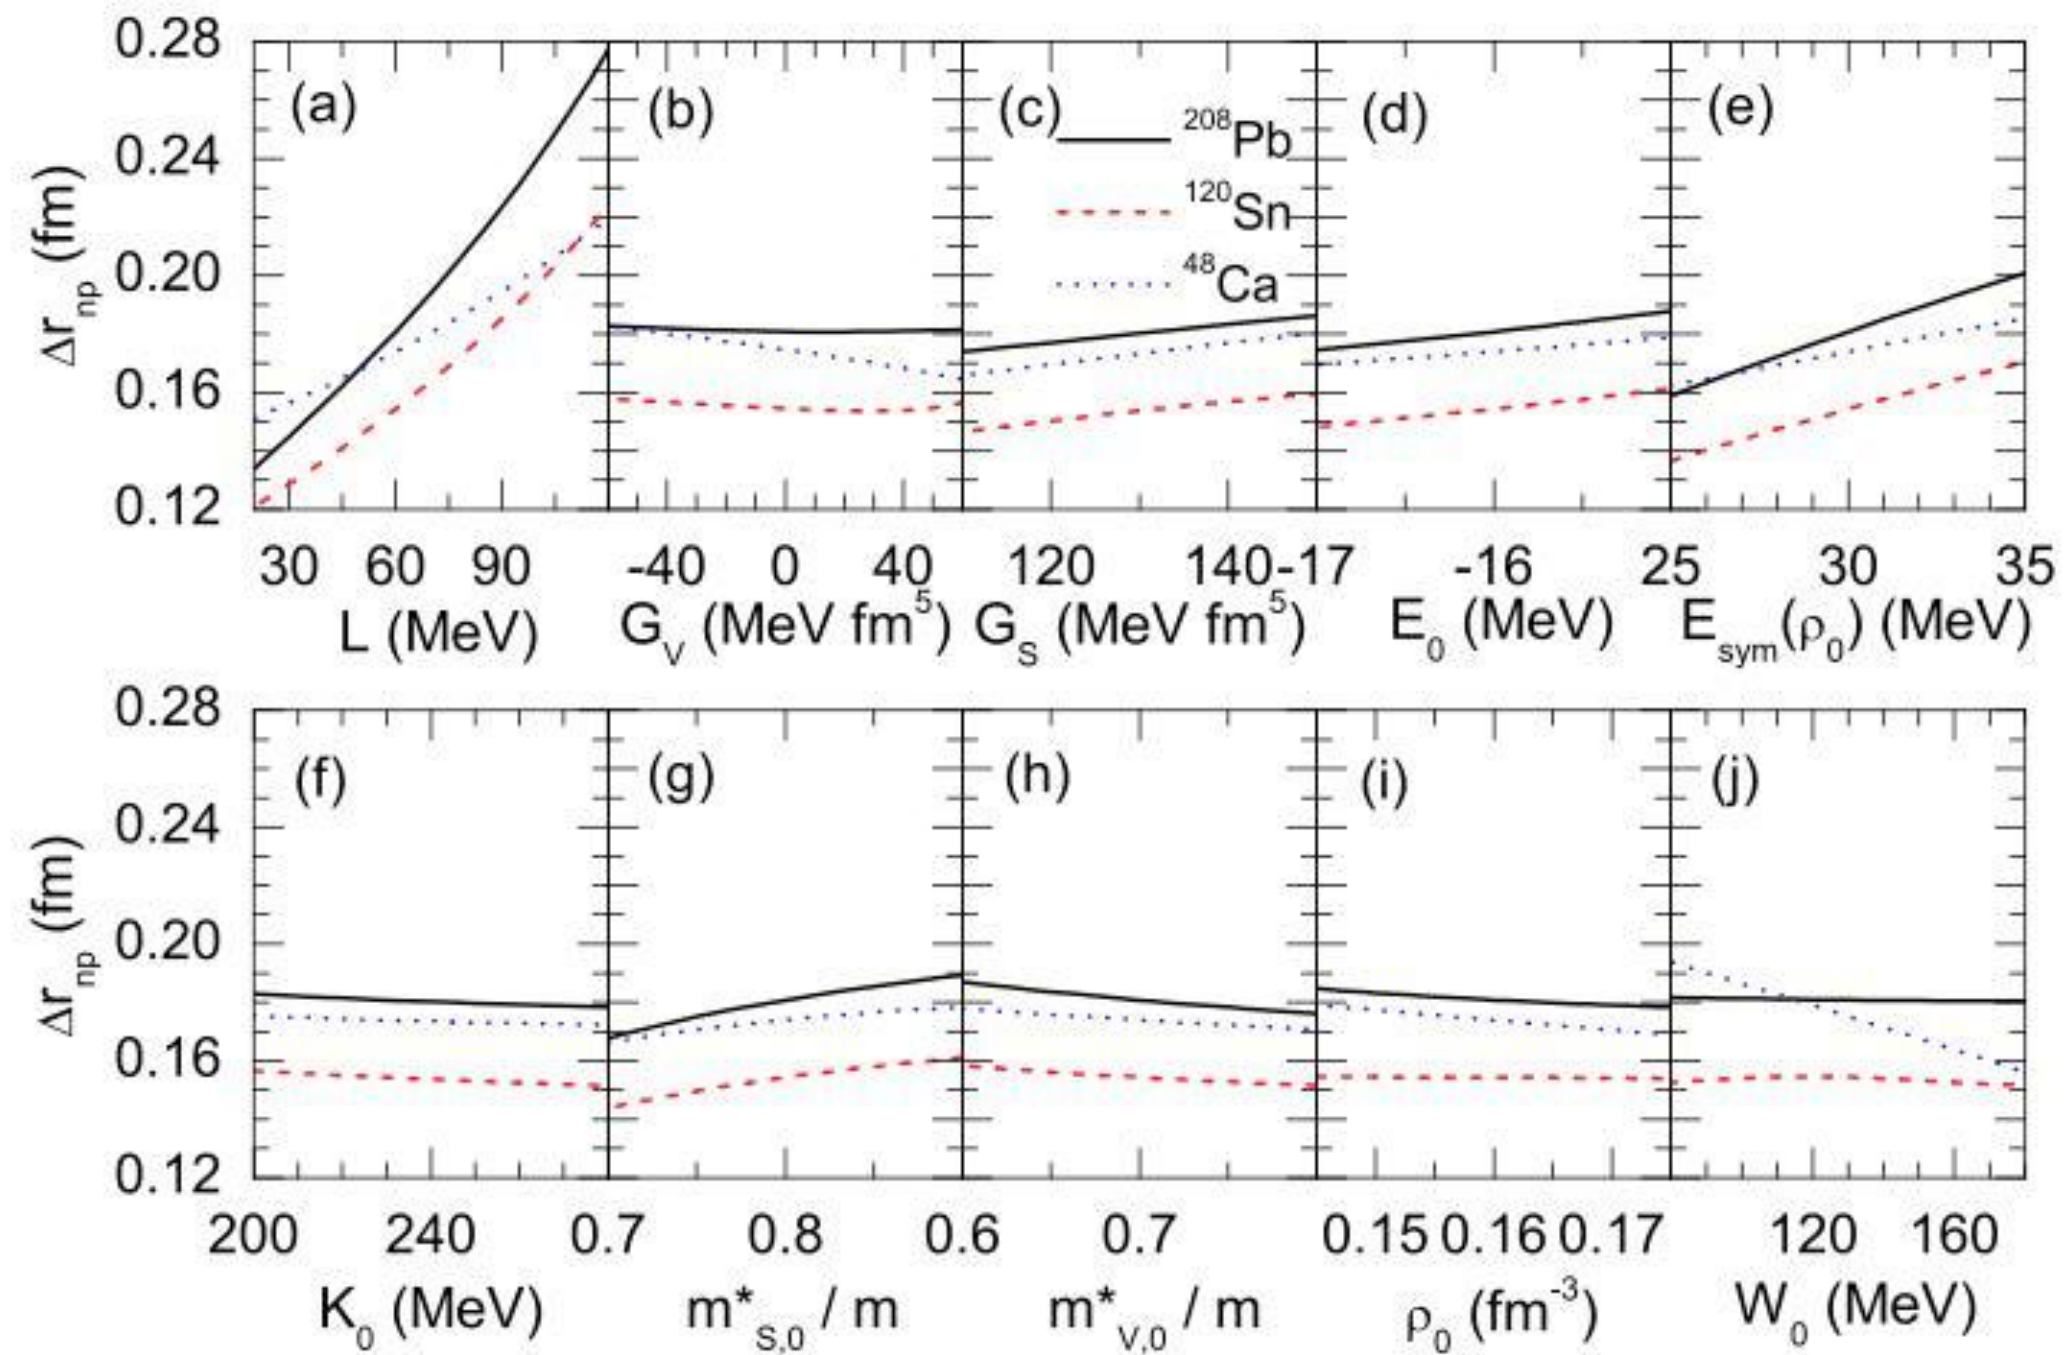 0.28
0.24
0.20
0.16
0.12
Δr_np (fm)
(a) (b) (c) (d) (e)
²⁰⁸Pb
¹²⁰Sn
⁴⁸Ca
30 60 90 -40 0 40 120 140 -17 -16 25 30 35
L (MeV) G_V (MeV fm⁵) G_S (MeV fm⁵) E_0 (MeV) E_sym(ρ_0) (MeV)
0.28
0.24
0.20
0.16
0.12
Δr_np (fm)
(f) (g) (h) (i) (j)
200 240 0.7 0.8 0.6 0.7 0.15 0.16 0.17 120 160
K_0 (MeV) m*_S,0 / m m*_V,0 / m ρ_0 (fm⁻³) W_0 (MeV)